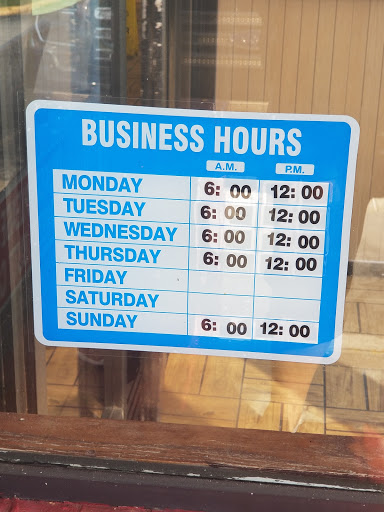 BUSINESS HOURS
A.M. P.M.
MONDAY 6: 00 12: 00
TUESDAY 6: 00 12: 00
WEDNESDAY 6: 00 12: 00
THURSDAY 6: 00 12: 00
FRIDAY
SATURDAY
SUNDAY 6: 00 12: 00